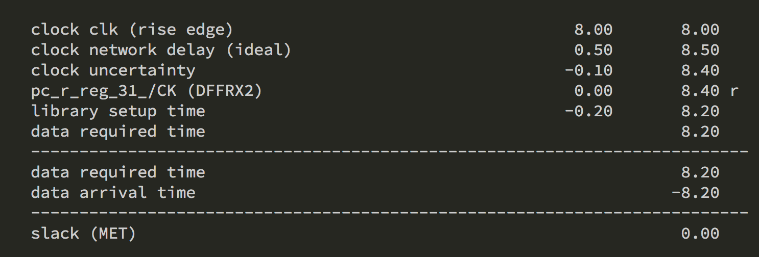 clock clk (rise edge) 8.00 8.00
clock network delay (ideal) 0.50 8.50
clock uncertainty -0.10 8.40
pc_r_reg_31_/CK (DFFRX2) 0.00 8.40 r
library setup time -0.20 8.20
data required time 8.20
--------------------------------------------------------------------------
data required time 8.20
data arrival time -8.20
--------------------------------------------------------------------------
slack (MET) 0.00